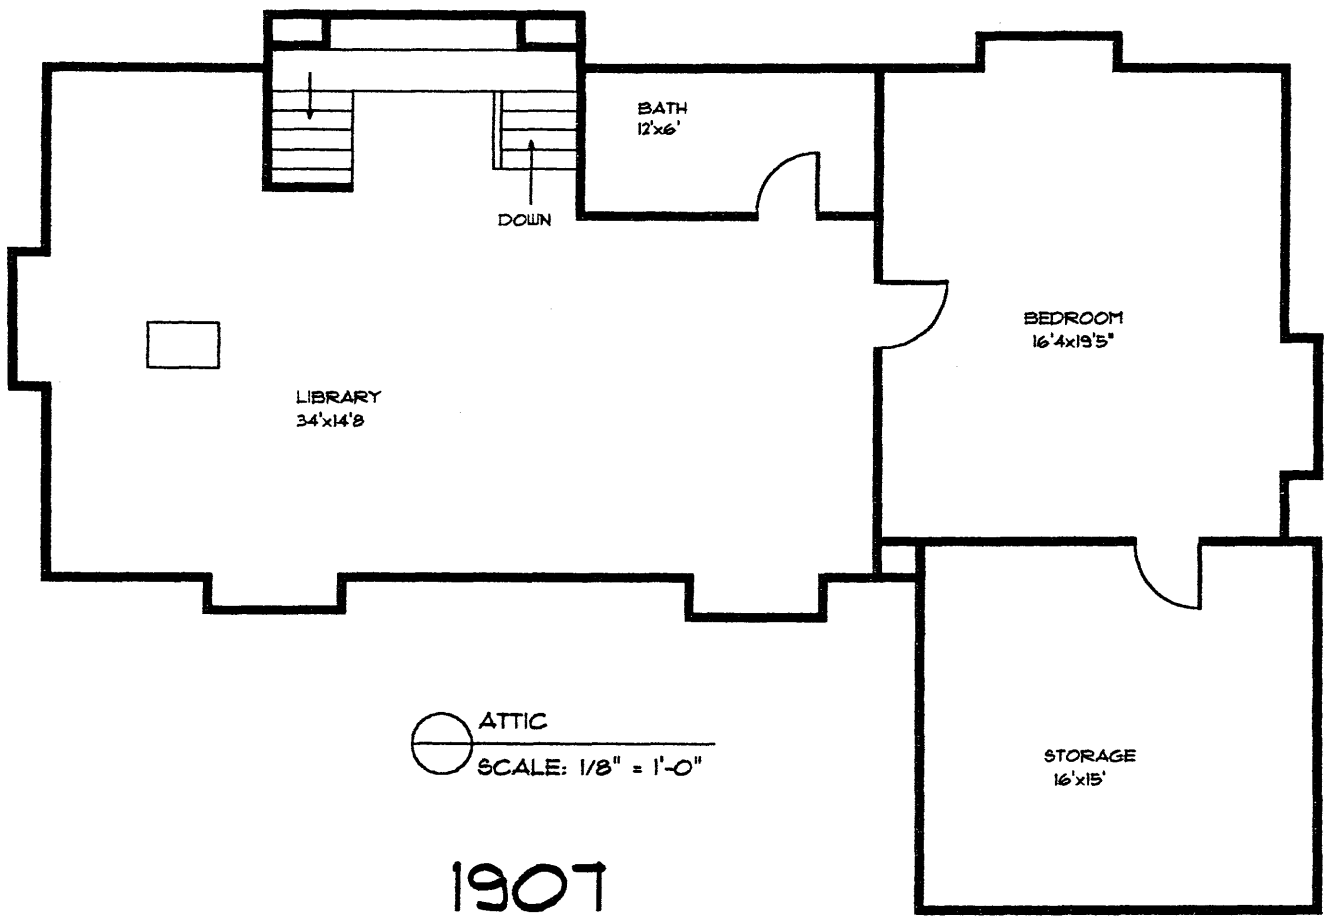 BATH
12'x6'
DOWN
BEDROOM
16'4x19'5"
LIBRARY
34'x14'8
ATTIC
SCALE: 1/8" = 1'-0"
STORAGE
16'x15'
1907